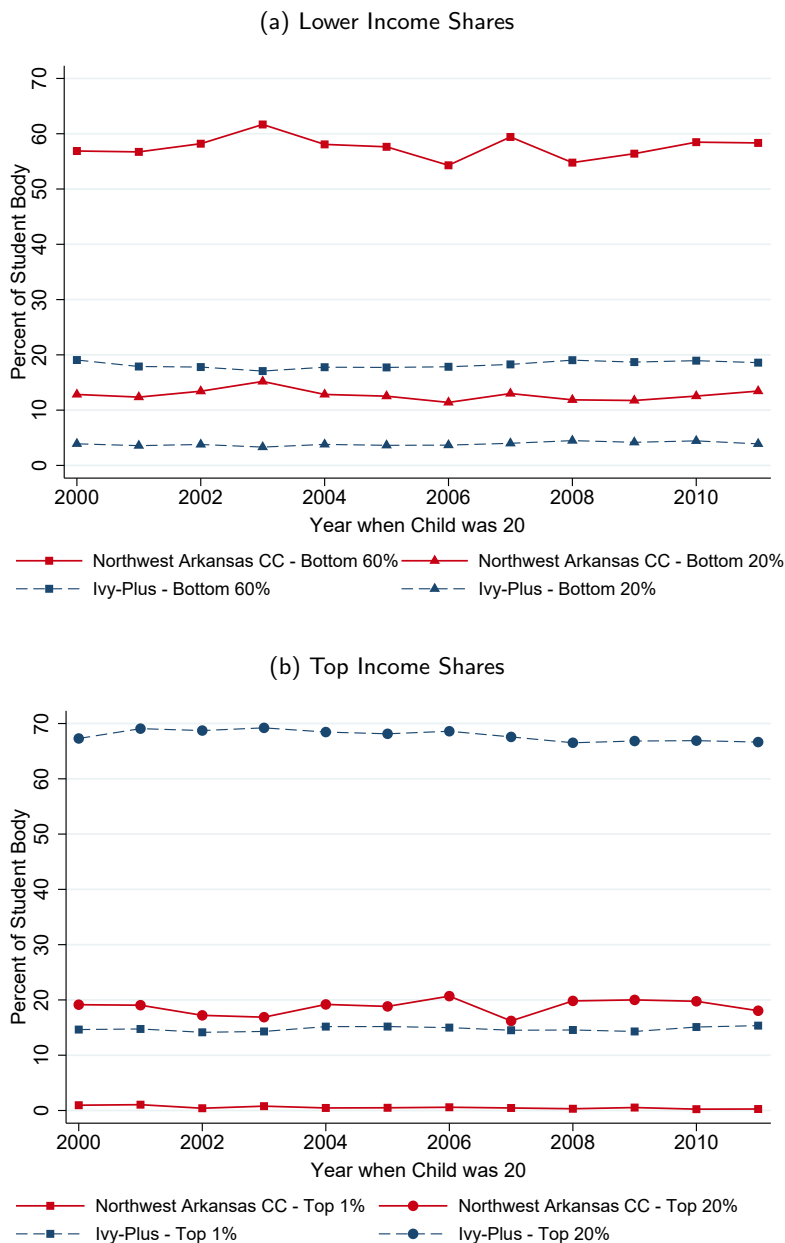 (a) Lower Income Shares
Percent of Student Body
70
60
50
40
30
20
10
0
2000 2002 2004 2006 2008 2010
Year when Child was 20
Northwest Arkansas CC - Bottom 60% Northwest Arkansas CC - Bottom 20%
Ivy-Plus - Bottom 60% Ivy-Plus - Bottom 20%
(b) Top Income Shares
Percent of Student Body
70
60
50
40
30
20
10
0
2000 2002 2004 2006 2008 2010
Year when Child was 20
Northwest Arkansas CC - Top 1% Northwest Arkansas CC - Top 20%
Ivy-Plus - Top 1% Ivy-Plus - Top 20%